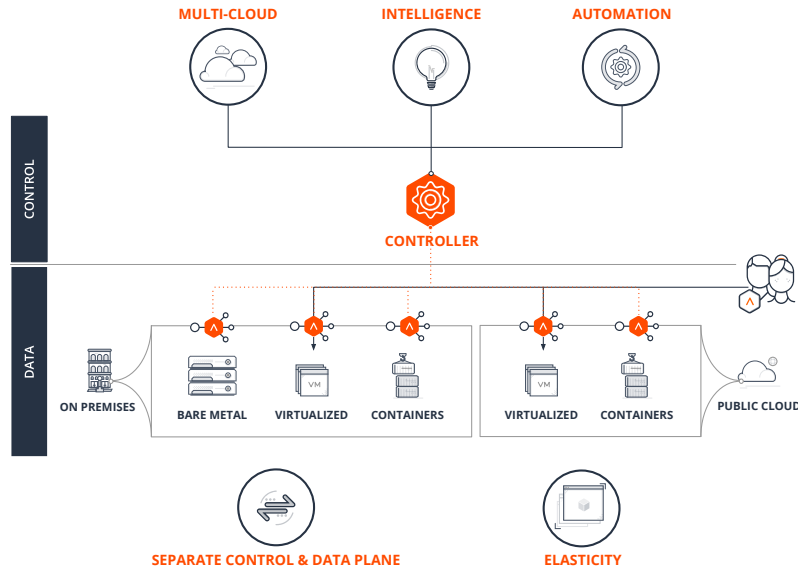 MULTI-CLOUD
INTELLIGENCE
AUTOMATION
CONTROL
CONTROLLER
DATA
ON PREMISES
BARE METAL
VM
VIRTUALIZED
CONTAINERS
VM
VIRTUALIZED
CONTAINERS
PUBLIC CLOUD
SEPARATE CONTROL & DATA PLANE
ELASTICITY